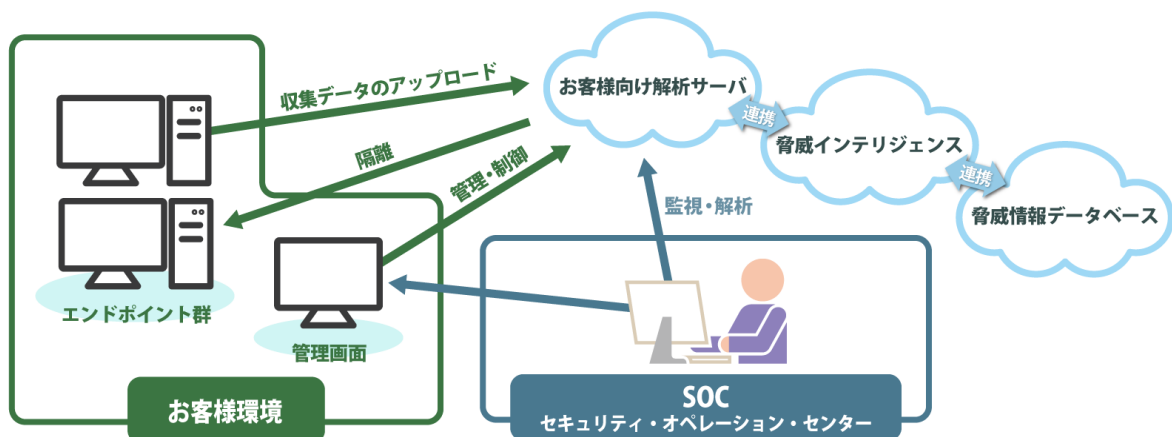 収集データのアップロード
お客様向け解析サーバ
連携
脅威インテリジェンス
連携
脅威情報データベース
隔離
管理・制御
監視・解析
エンドポイント群
管理画面
お客様環境
SOC
セキュリティ・オペレーション・センター